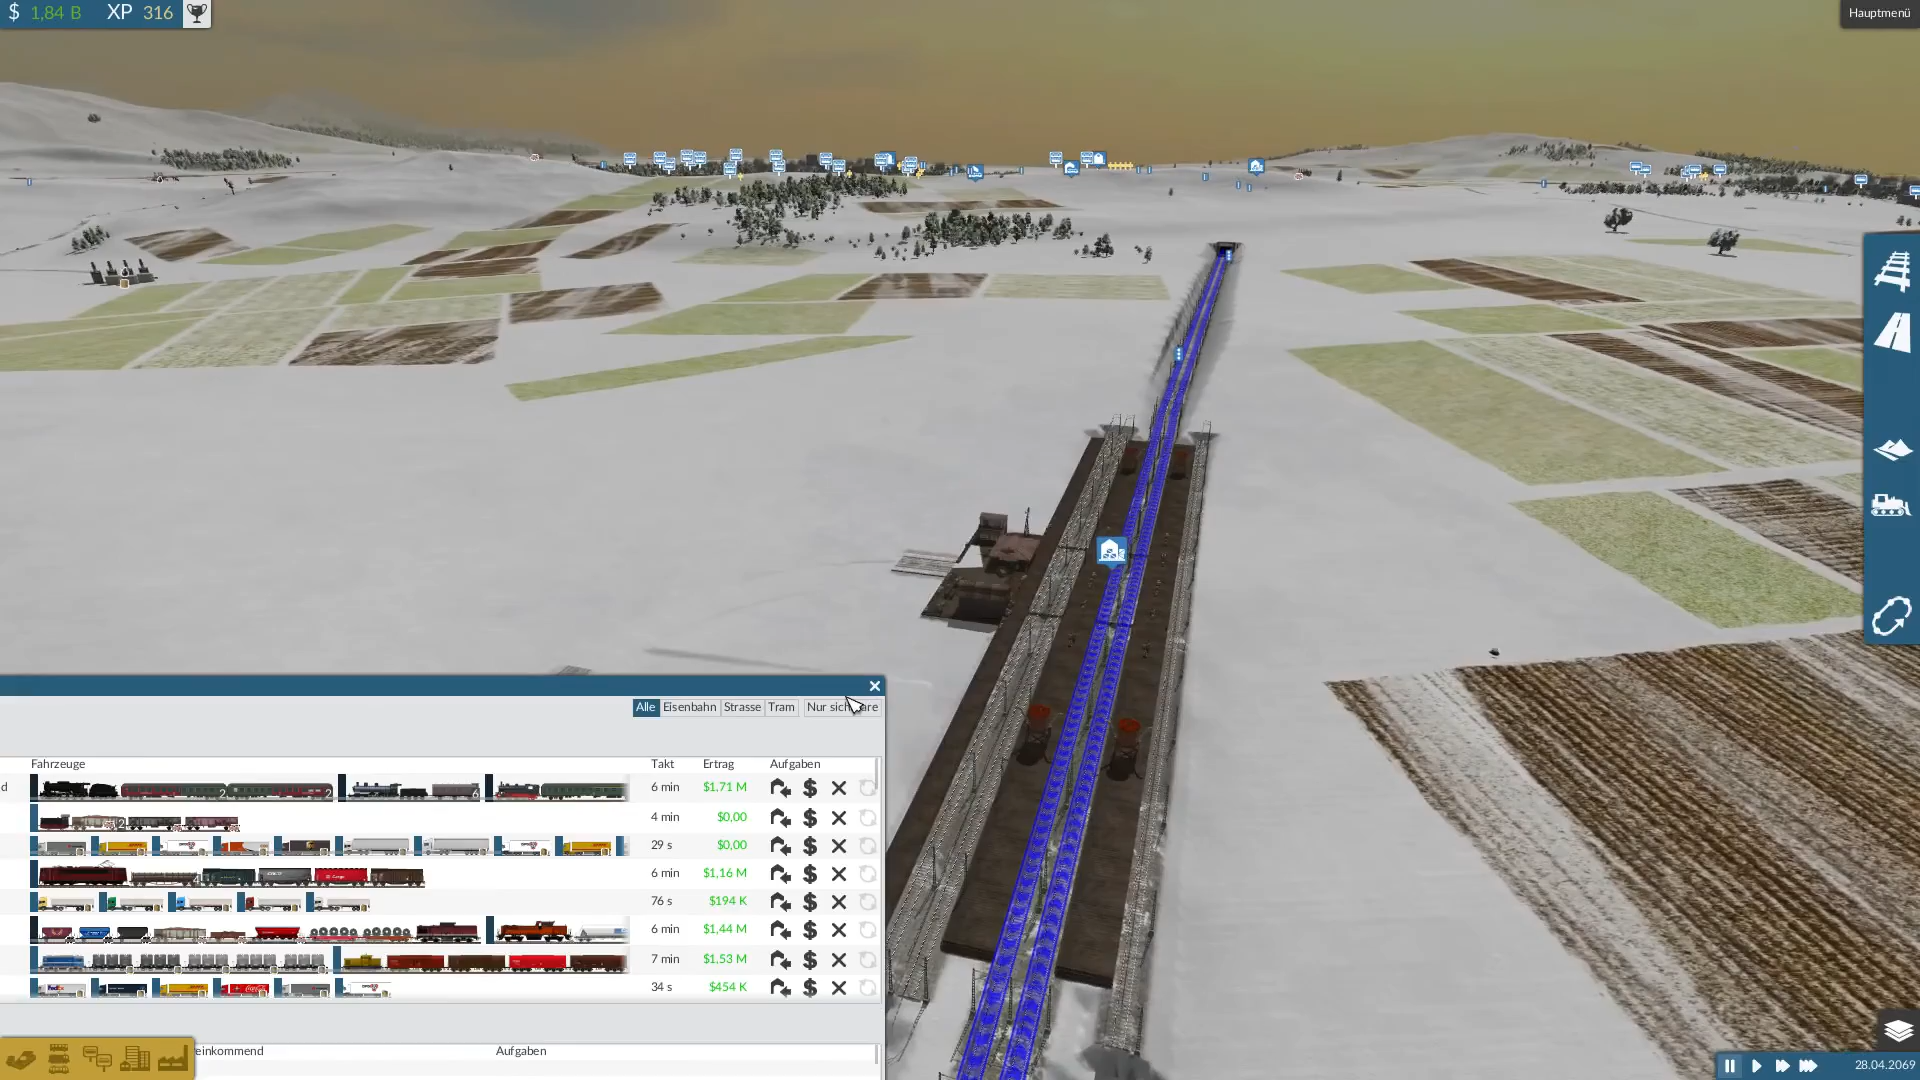 $ 1,84 B XP 316
Hauptmenü
Alle Eisenbahn Strasse Tram
Fahrzeuge Takt Ertrag Aufgaben
d 6 min $1,71 M
4 min $0,00
29 s $0,00
6 min $1,16 M
76 s $194 K
6 min $1,44 M
7 min $1,53 M
34 s $454 K
einkommend Aufgaben
28.04.2069